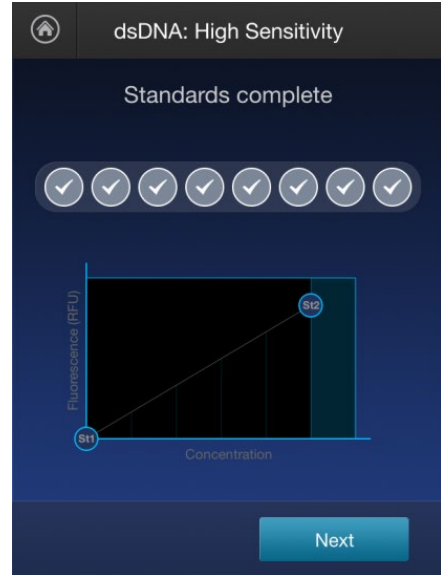 dsDNA: High Sensitivity
Standards complete
Fluorescence (RFU)
St2
St1
Concentration
Next